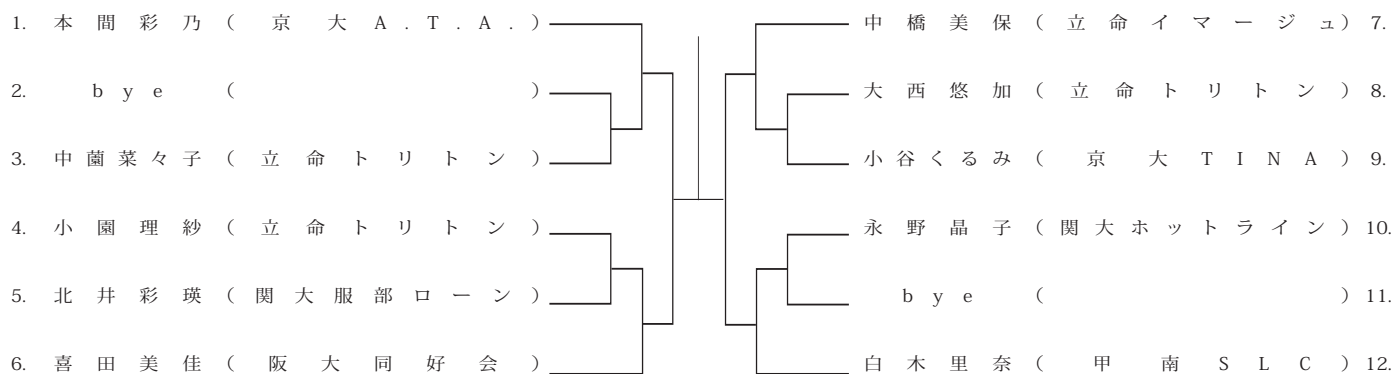 1. 本間彩乃 (京大A.T.A.)
2. bye ( )
3. 中薗菜々子 (立命トリトン)
4. 小園理紗 (立命トリトン)
5. 北井彩瑛 (関大服部ローン)
6. 喜田美佳 (阪大同好会)
中橋美保 (立命イマージュ) 7.
大西悠加 (立命トリトン) 8.
小谷くるみ (京大TINA) 9.
永野晶子 (関大ホットライン) 10.
bye ( ) 11.
白木里奈 (甲南SLC) 12.